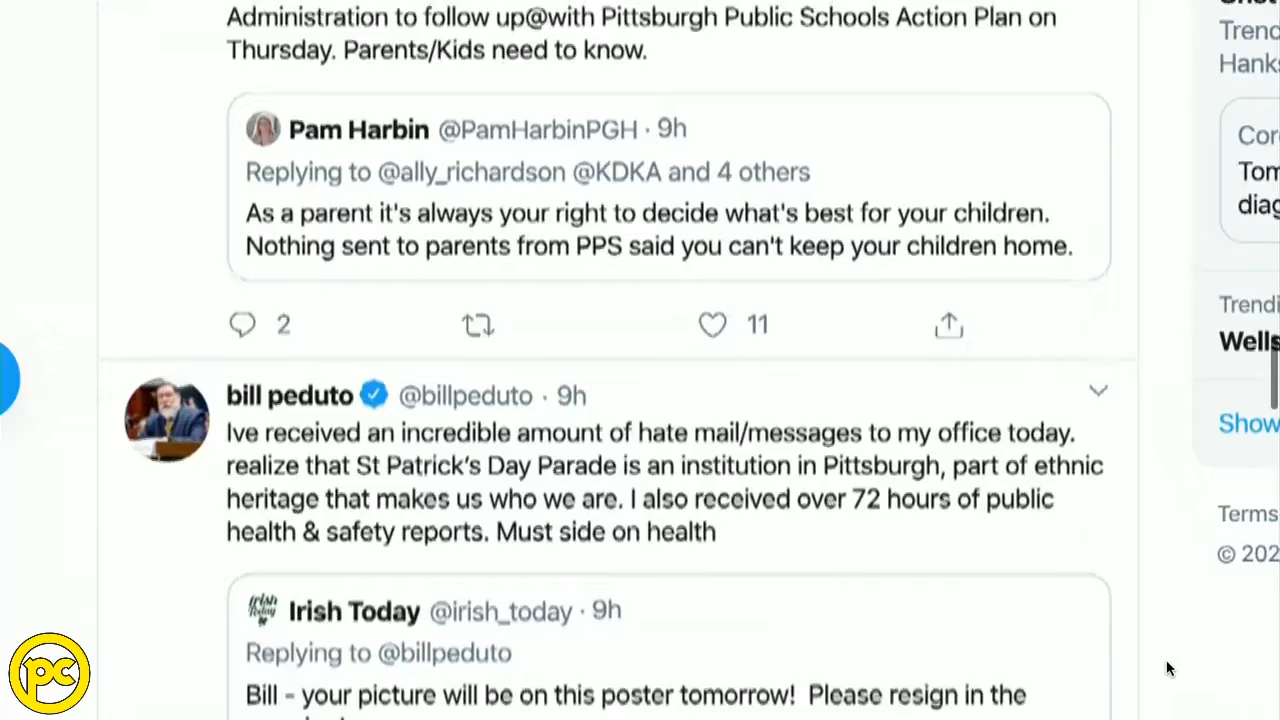 Administration to follow up@with Pittsburgh Public Schools Action Plan on
Thursday. Parents/Kids need to know.
Pam Harbin @PamHarbinPGH · 9h
Replying to @ally_richardson @KDKA and 4 others
As a parent it's always your right to decide what's best for your children.
Nothing sent to parents from PPS said you can't keep your children home.
2
11
bill peduto @billpeduto · 9h
Ive received an incredible amount of hate mail/messages to my office today.
realize that St Patrick's Day Parade is an institution in Pittsburgh, part of ethnic
heritage that makes us who we are. I also received over 72 hours of public
health & safety reports. Must side on health
Irish Today @irish_today · 9h
Replying to @billpeduto
Bill - your picture will be on this poster tomorrow! Please resign in the
Trenc
Hanks
Cor
Tom
diag
Trendi
Wells
Show
Terms
© 202
pc